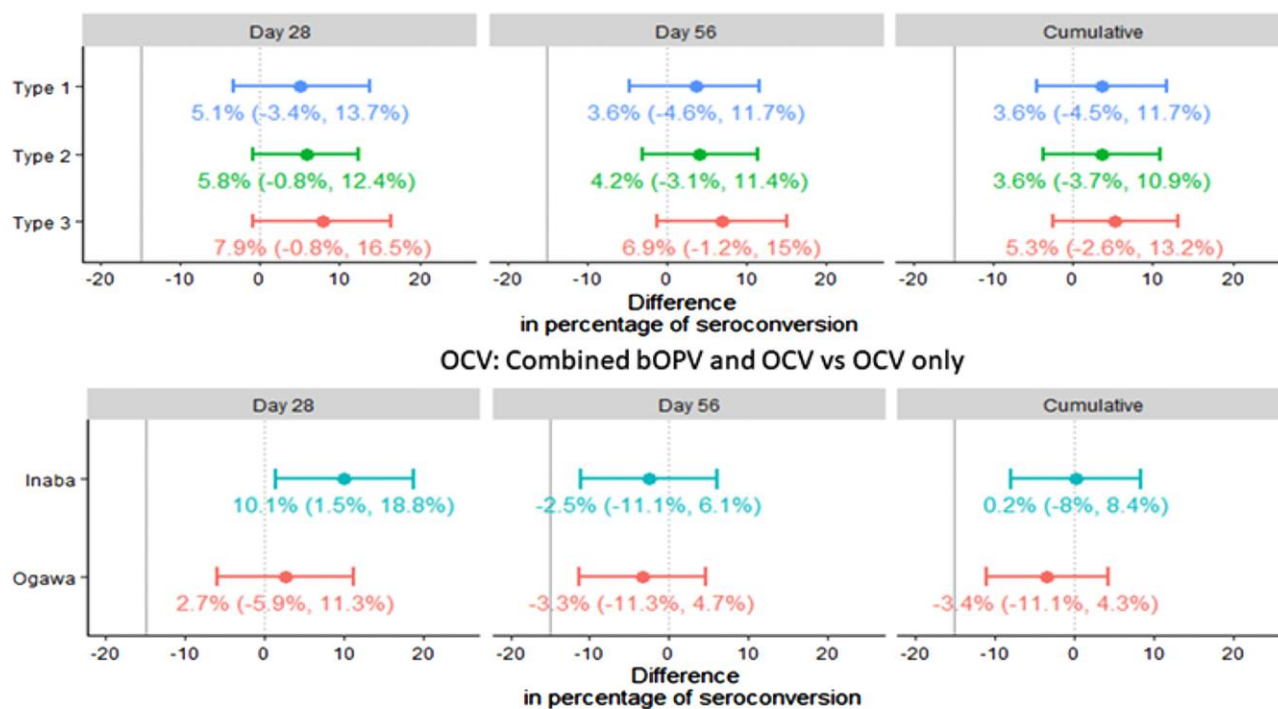 Day 28 Day 56 Cumulative
Type 1
5.1% (-3.4%, 13.7%) 3.6% (-4.6%, 11.7%) 3.6% (-4.5%, 11.7%)
Type 2
5.8% (-0.8%, 12.4%) 4.2% (-3.1%, 11.4%) 3.6% (-3.7%, 10.9%)
Type 3
7.9% (-0.8%, 16.5%) 6.9% (-1.2%, 15%) 5.3% (-2.6%, 13.2%)
-20 -10 0 10 20 -20 -10 0 10 20 -20 -10 0 10 20
Difference
in percentage of seroconversion
OCV: Combined bOPV and OCV vs OCV only
Day 28 Day 56 Cumulative
Inaba
10.1% (1.5%, 18.8%) -2.5% (-11.1%, 6.1%) 0.2% (-8%, 8.4%)
Ogawa
2.7% (-5.9%, 11.3%) -3.3% (-11.3%, 4.7%) -3.4% (-11.1%, 4.3%)
-20 -10 0 10 20 -20 -10 0 10 20 -20 -10 0 10 20
Difference
in percentage of seroconversion